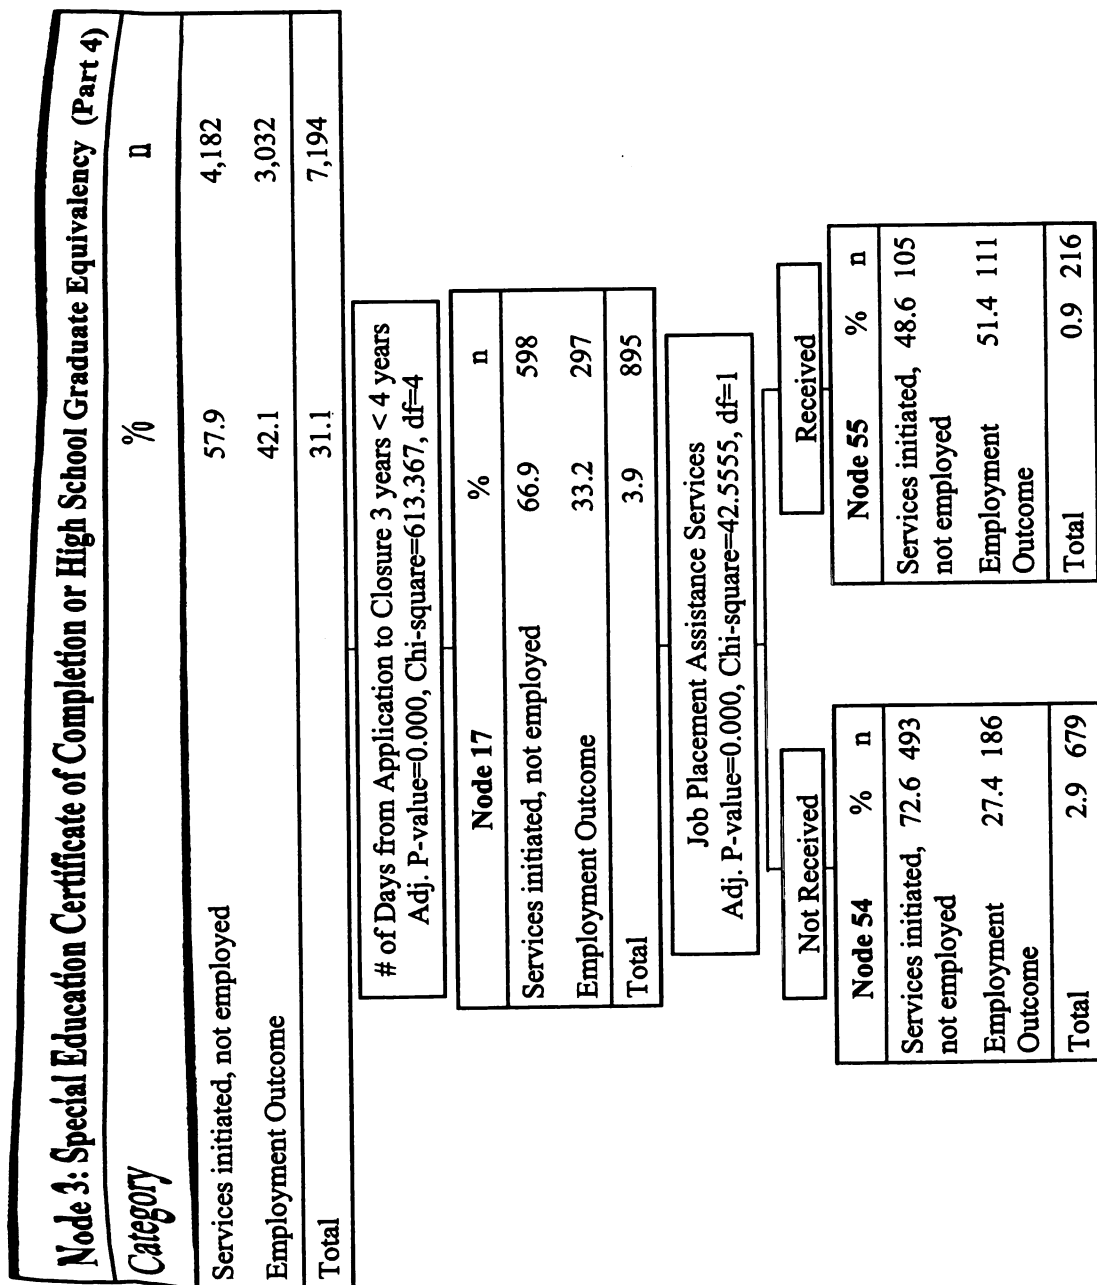 Node 3: Special Education Certificate of Completion or High School Graduate Equivalency (Part 4)
Category % n
Services initiated, not employed 57.9 4,182
Employment Outcome 42.1 3,032
Total 31.1 7,194
# of Days from Application to Closure 3 years < 4 years
Adj. P-value=0.000, Chi-square=613.367, df=4
Node 17 % n
Services initiated, not employed 66.9 598
Employment Outcome 33.2 297
Total 3.9 895
Job Placement Assistance Services
Adj. P-value=0.000, Chi-square=42.5555, df=1
Not Received
Node 54 % n
Services initiated, 72.6 493
not employed
Employment 27.4 186
Outcome
Total 2.9 679
Received
Node 55 % n
Services initiated, 48.6 105
not employed
Employment 51.4 111
Outcome
Total 0.9 216